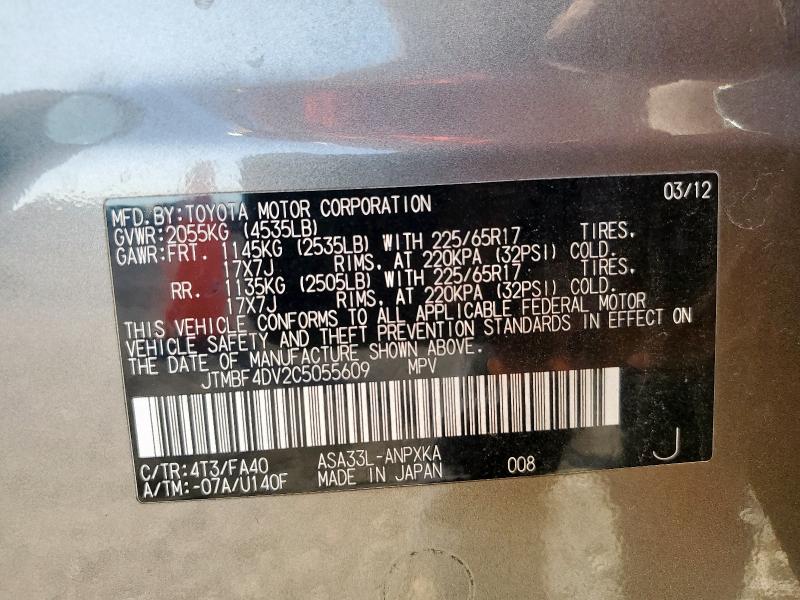 MFD.BY:TOYOTA MOTOR CORPORATION 03/12
GVWR:2055KG (4535LB)
GAWR:FRT. 1145KG (2535LB) WITH 225/65R17 TIRES,
17X7J RIMS, AT 220KPA (32PSI) COLD.
RR. 1135KG (2505LB) WITH 225/65R17 TIRES,
17X7J RIMS, AT 220KPA (32PSI) COLD.
THIS VEHICLE CONFORMS TO ALL APPLICABLE FEDERAL MOTOR
VEHICLE SAFETY AND THEFT PREVENTION STANDARDS IN EFFECT ON
THE DATE OF MANUFACTURE SHOWN ABOVE.
JTMBF4DV2C5055609 MPV
C/TR:4T3/FA40 ASA33L-ANPXKA
A/TM:-07A/U140F MADE IN JAPAN 008 J